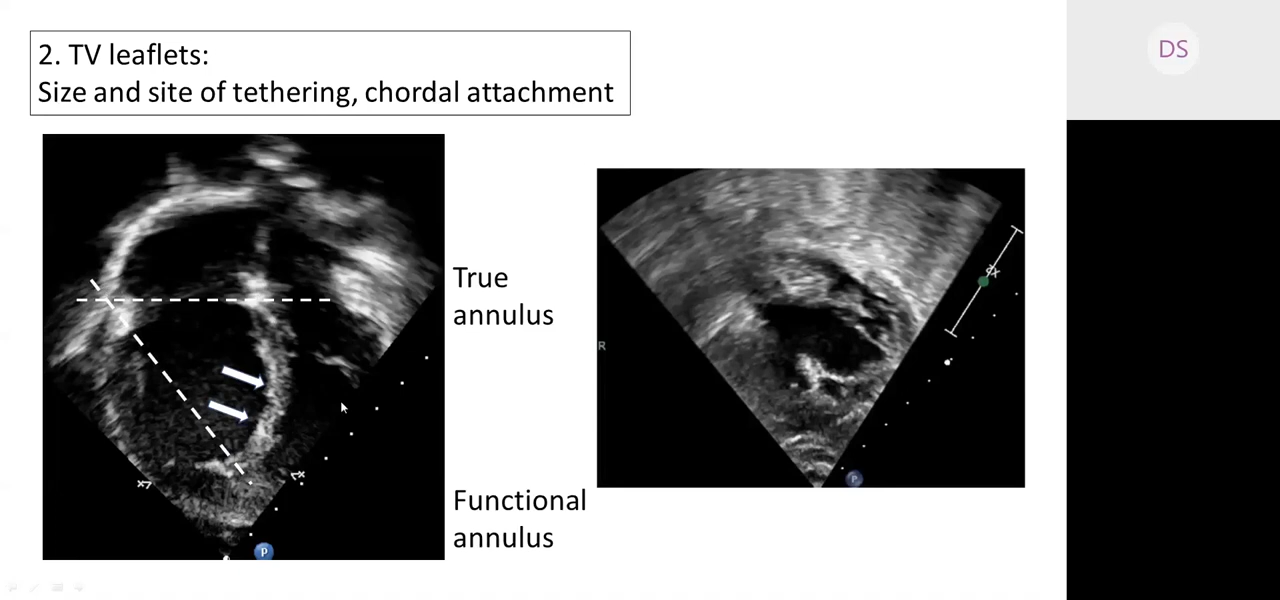 2. TV leaflets:
Size and site of tethering, chordal attachment
DS
True
annulus
Functional
annulus
R
P
P